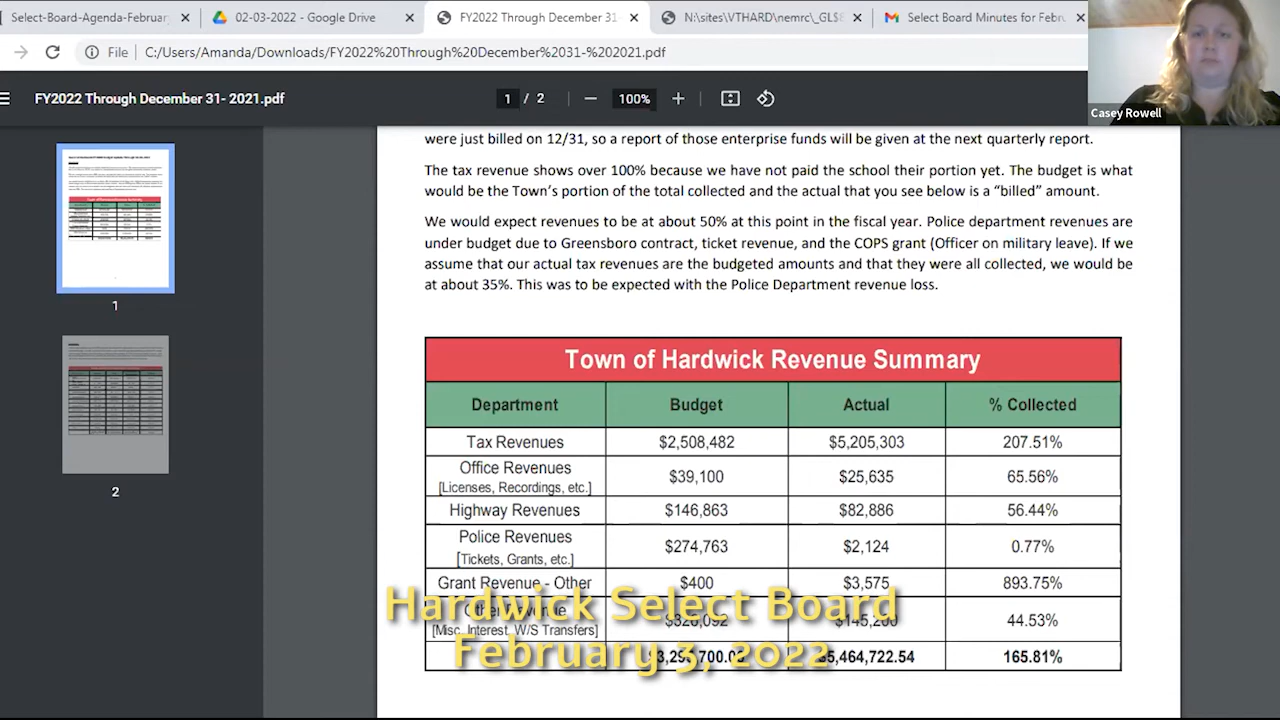 Select-Board-Agenda-Februar
02-03-2022 - Google Drive
FY2022 Through December 31-
N:\sites\VTHARD\nemrc\_GL$8
Select Board Minutes for Febru
File
C:/Users/Amanda/Downloads/FY2022%20Through%20December%2031-%202021.pdf
Casey Rowell
FY2022 Through December 31- 2021.pdf
1 / 2
100%
were just billed on 12/31, so a report of those enterprise funds will be given at the next quarterly report.
The tax revenue shows over 100% because we have not paid the school their portion yet. The budget is what
would be the Town's portion of the total collected and the actual that you see below is a "billed" amount.
We would expect revenues to be at about 50% at this point in the fiscal year. Police department revenues are
under budget due to Greensboro contract, ticket revenue, and the COPS grant (Officer on military leave). If we
assume that our actual tax revenues are the budgeted amounts and that they were all collected, we would be
at about 35%. This was to be expected with the Police Department revenue loss.
1
2
Town of Hardwick Revenue Summary
Department Budget Actual % Collected
Tax Revenues $2,508,482 $5,205,303 207.51%
Office Revenues
[Licenses, Recordings, etc.] $39,100 $25,635 65.56%
Highway Revenues $146,863 $82,886 56.44%
Police Revenues
[Tickets, Grants, etc.] $274,763 $2,124 0.77%
Grant Revenue - Other $400 $3,575 893.75%
[Misc, Interest, W/S Transfers] 44.53%
165.81%
Hardwick Select Board
February 3, 2022